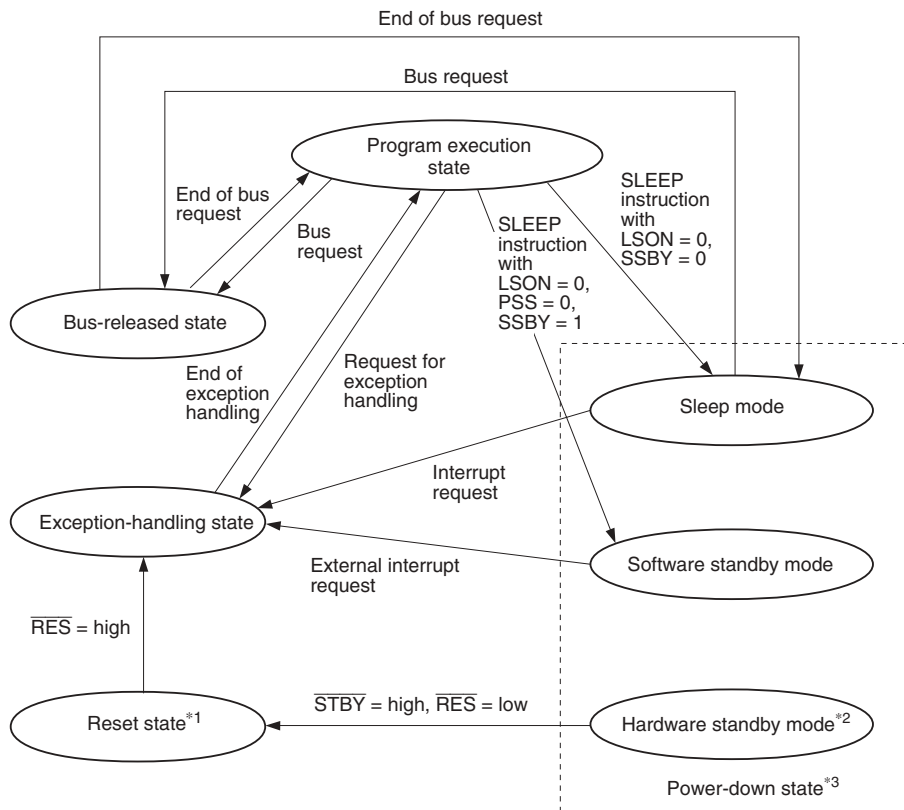 End of bus request
Bus request
Program execution
state
End of bus
request
Bus
request
SLEEP
instruction
with
LSON = 0,
PSS = 0,
SSBY = 1
SLEEP
instruction
with
LSON = 0,
SSBY = 0
Bus-released state
End of
exception
handling
Request for
exception
handling
Sleep mode
Interrupt
request
Exception-handling state
External interrupt
request
Software standby mode
R̅E̅S̅ = high
S̅T̅B̅Y̅ = high, R̅E̅S̅ = low
Reset state*1
Hardware standby mode*2
Power-down state*3